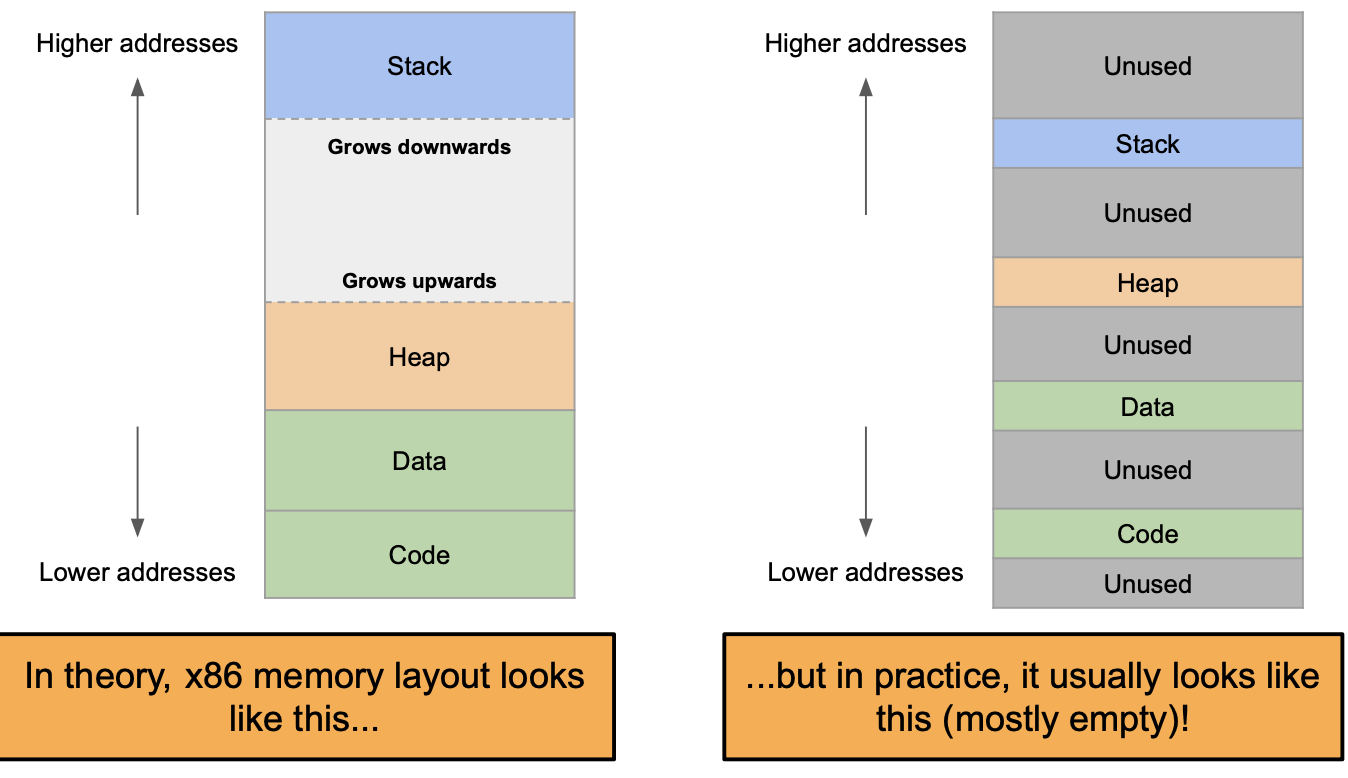 Higher addresses
Stack
Grows downwards
Grows upwards
Heap
Data
Code
Lower addresses
In theory, x86 memory layout looks
like this...
Higher addresses
Unused
Stack
Unused
Heap
Unused
Data
Unused
Code
Unused
Lower addresses
...but in practice, it usually looks like
this (mostly empty)!